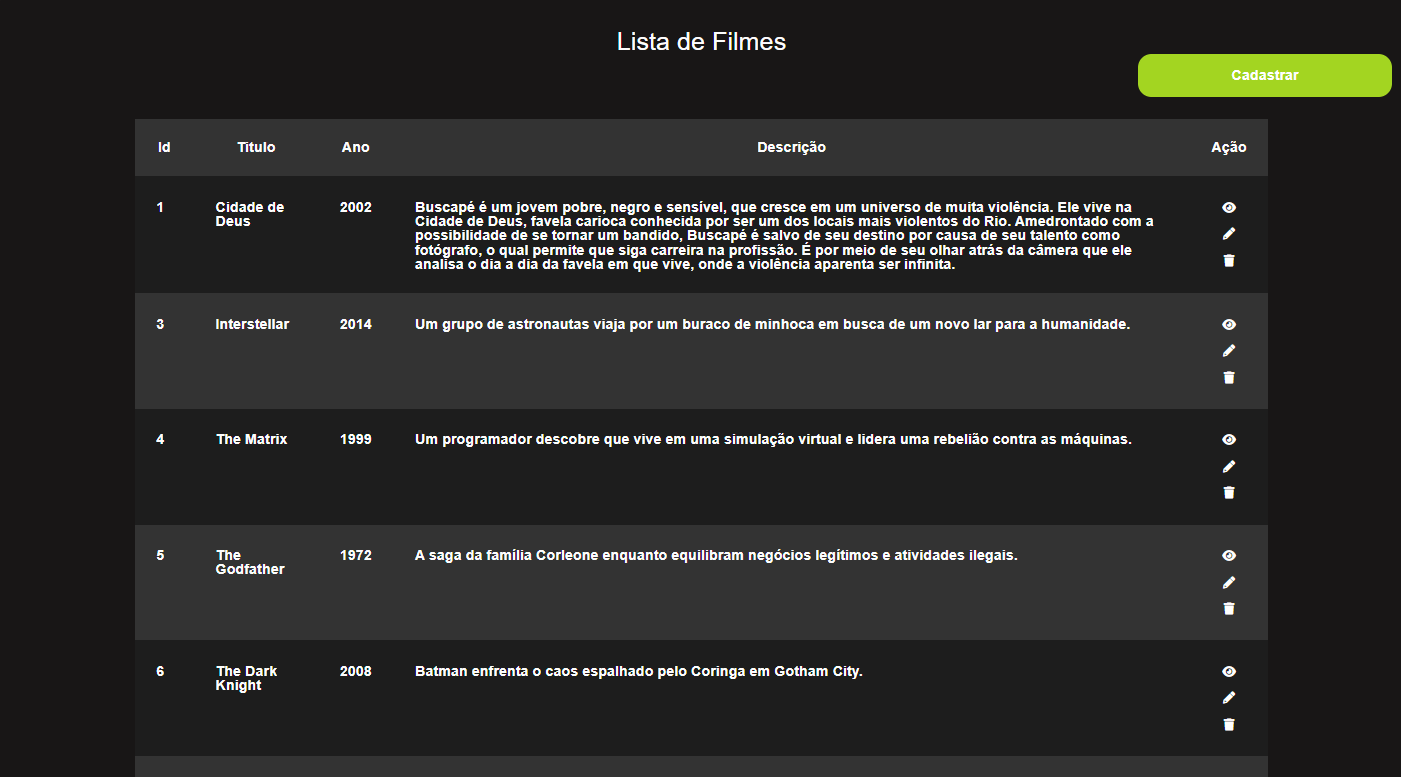 Lista de Filmes
Cadastrar
Id Titulo Ano Descrição Ação
1 Cidade de Deus 2002 Buscapé é um jovem pobre, negro e sensível, que cresce em um universo de muita violência. Ele vive na
Cidade de Deus, favela carioca conhecida por ser um dos locais mais violentos do Rio. Amedrontado com a
possibilidade de se tornar um bandido, Buscapé é salvo de seu destino por causa de seu talento como
fotógrafo, o qual permite que siga carreira na profissão. É por meio de seu olhar atrás da câmera que ele
analisa o dia a dia da favela em que vive, onde a violência aparenta ser infinita.
3 Interstellar 2014 Um grupo de astronautas viaja por um buraco de minhoca em busca de um novo lar para a humanidade.
4 The Matrix 1999 Um programador descobre que vive em uma simulação virtual e lidera uma rebelião contra as máquinas.
5 The Godfather 1972 A saga da família Corleone enquanto equilibram negócios legítimos e atividades ilegais.
6 The Dark Knight 2008 Batman enfrenta o caos espalhado pelo Coringa em Gotham City.